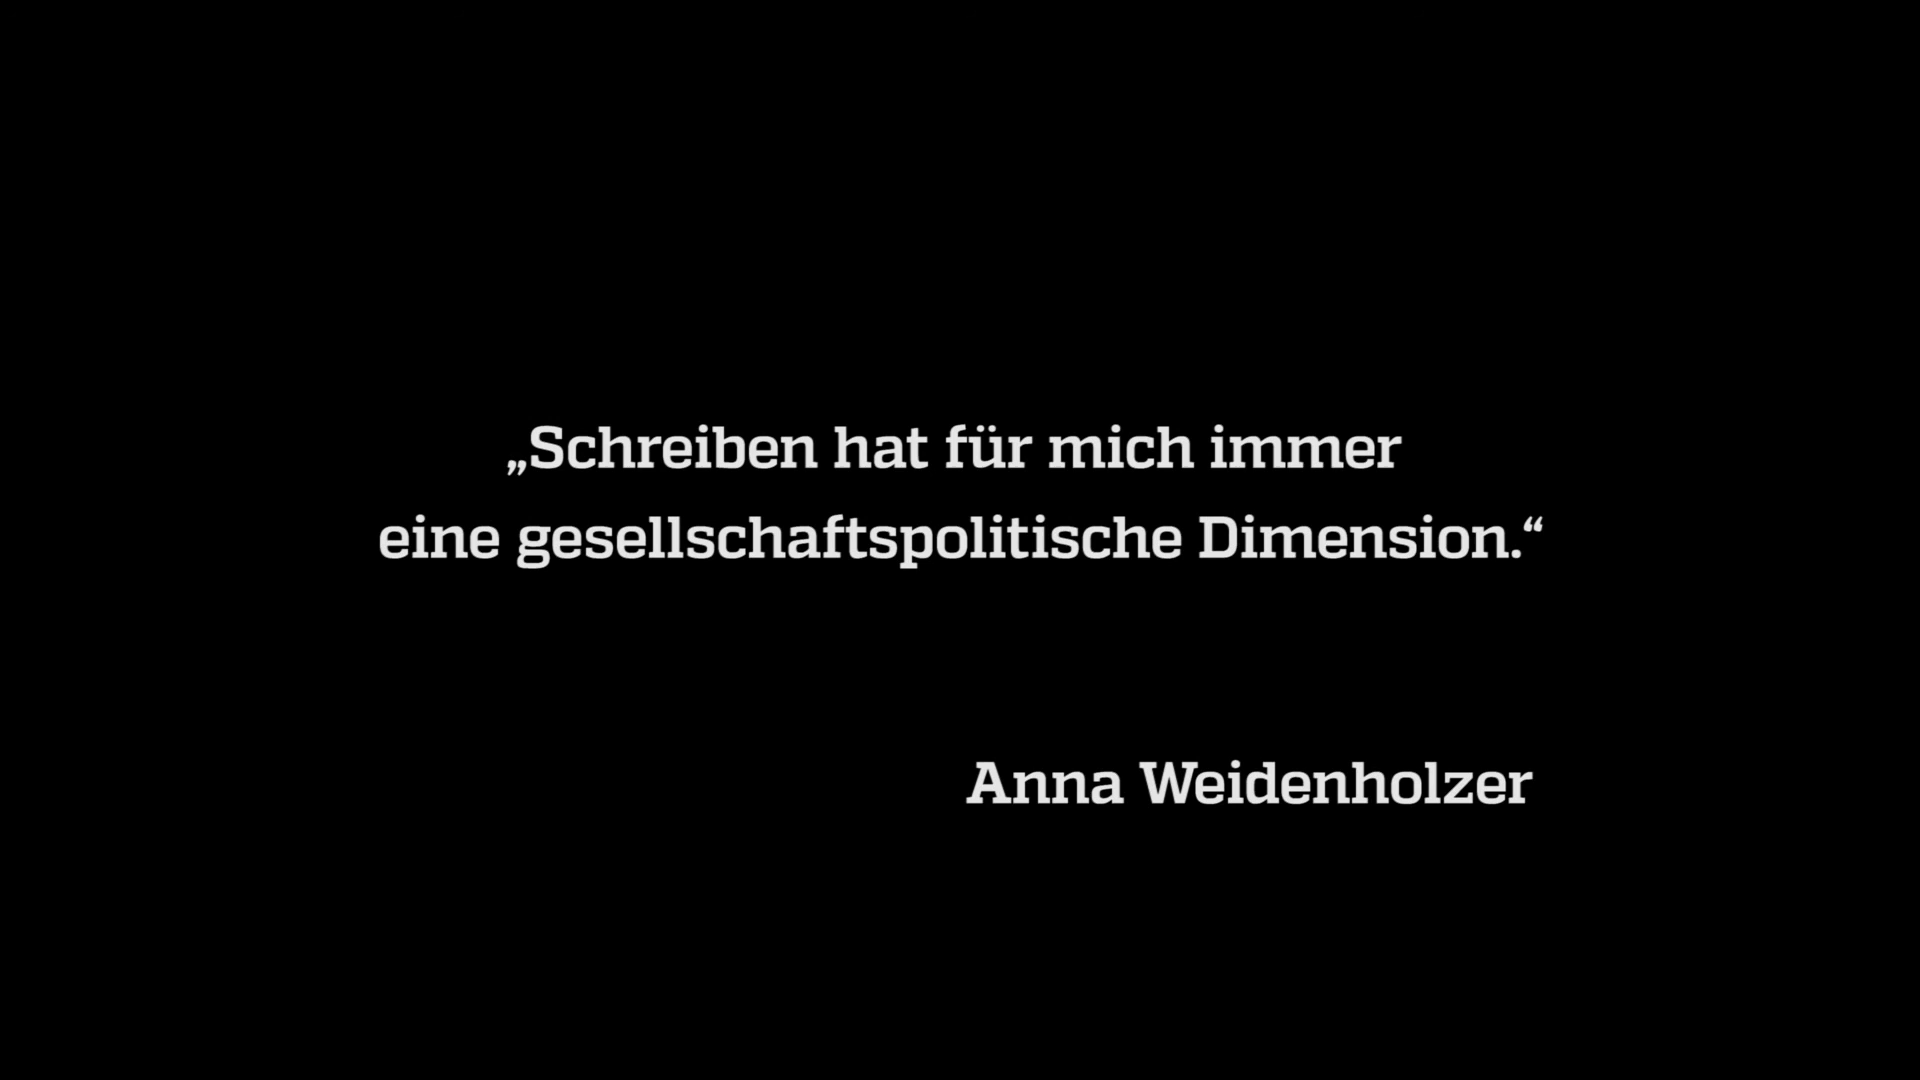 „Schreiben hat für mich immer
eine gesellschaftspolitische Dimension.“
Anna Weidenholzer